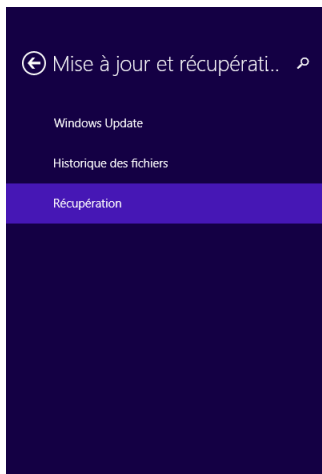 Mise à jour et récupérati..
Windows Update
Historique des fichiers
Récupération